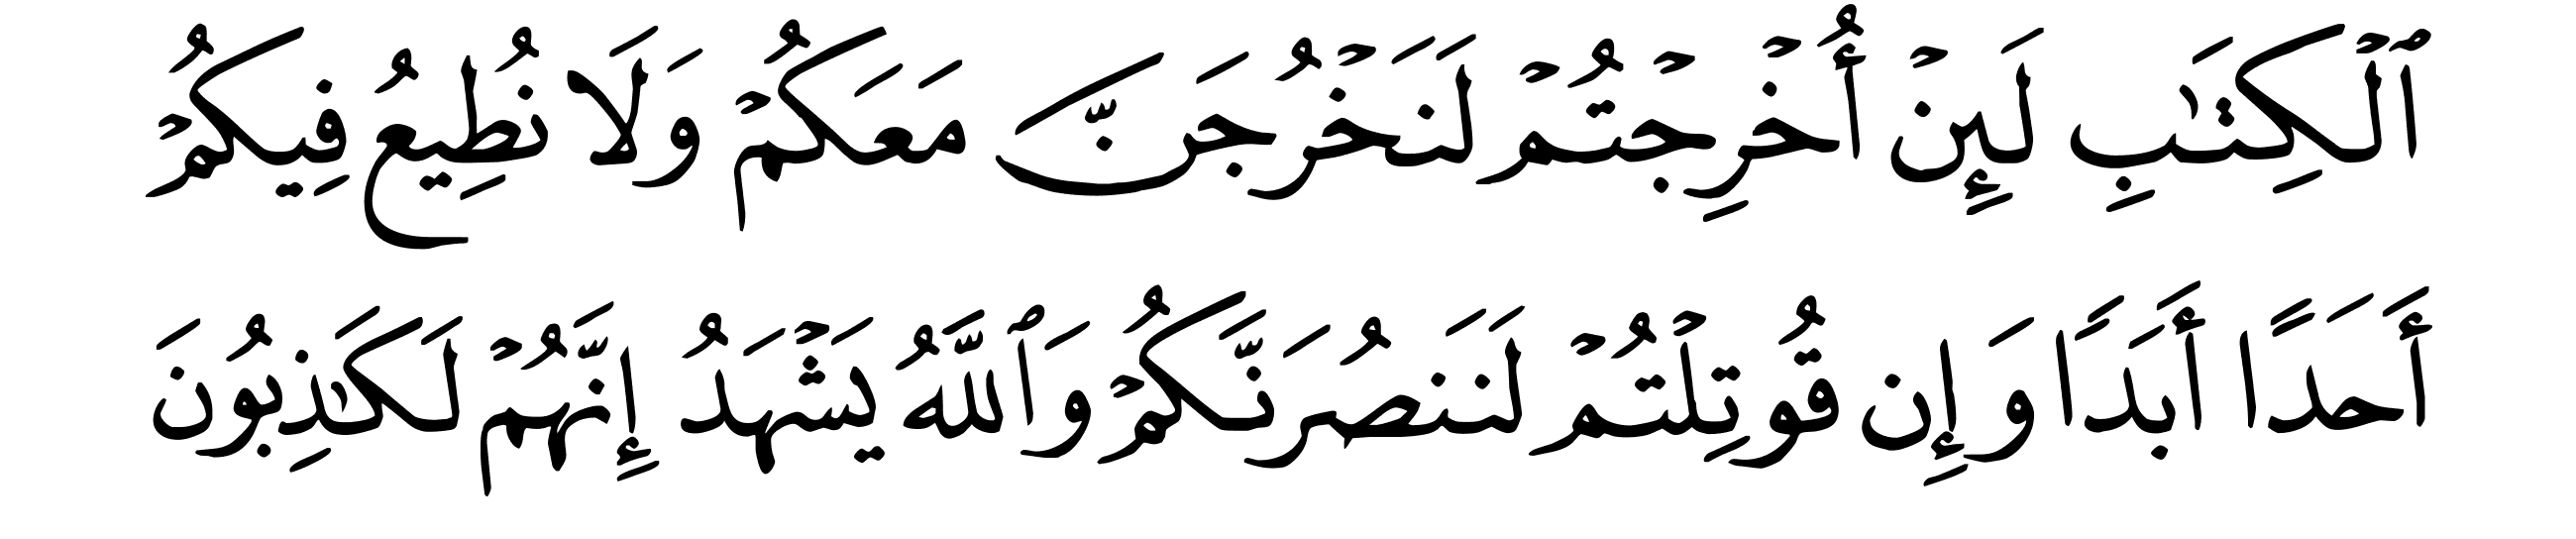 ٱلْكِتَٰبِ لَئِنْ أُخْرِجْتُمْ لَنَخْرُجَنَّ مَعَكُمْ وَلَا نُطِيعُ فِيكُمْ
أَحَدًا أَبَدًا وَإِن قُوتِلْتُمْ لَنَنصُرَنَّكُمْ وَٱللَّهُ يَشْهَدُ إِنَّهُمْ لَكَٰذِبُونَ